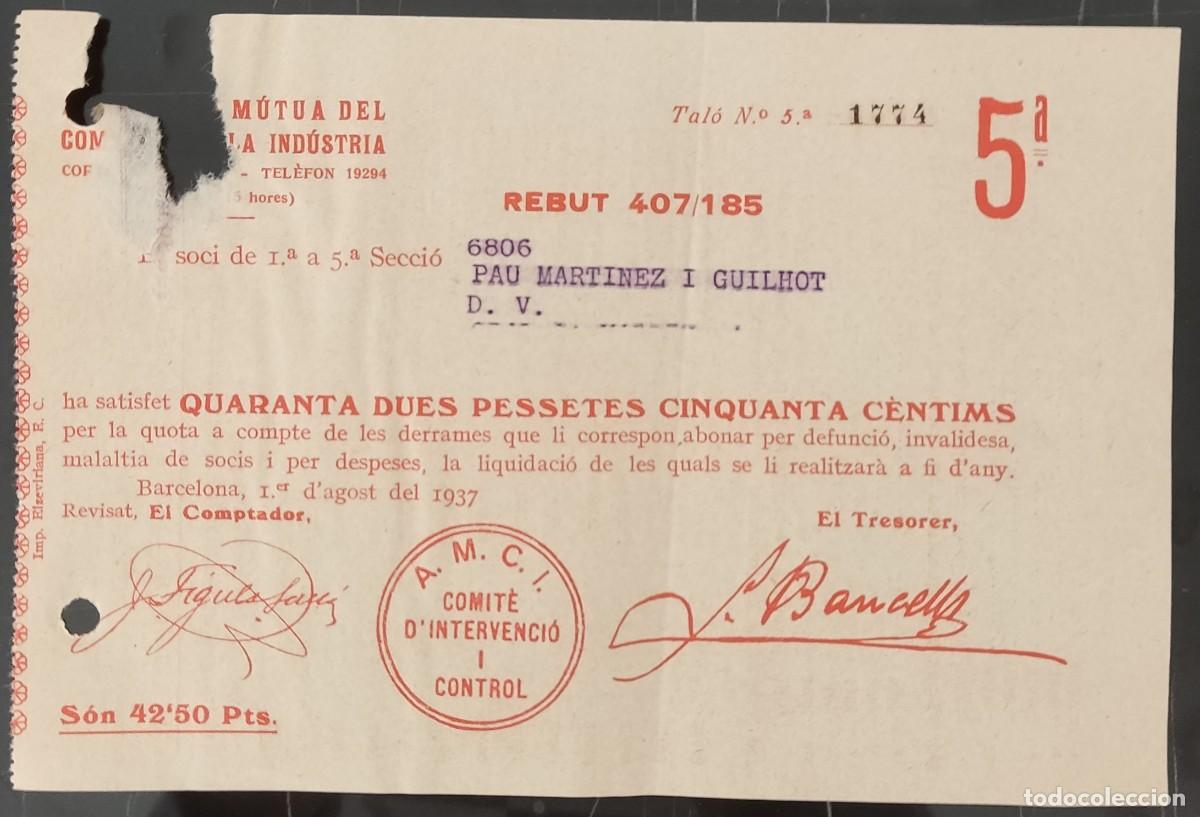 MÚTUA DEL
COM LA INDÚSTRIA
- TELÈFON 19294
hores)
Taló N.º 5.ª 1774
5ª
REBUT 407/185
soci de 1.ª a 5.ª Secció
6806
PAU MARTINEZ I GUILHOT
D. V.
ha satisfet QUARANTA DUES PESSETES CINQUANTA CÈNTIMS
per la quota a compte de les derrames que li correspon abonar per defunció, invalidesa,
malaltia de socis i per despeses, la liquidació de les quals se li realitzarà a fi d'any.
Barcelona, 1.er d'agost del 1937
Revisat, El Comptador,
El Tresorer,
A. M. C. I.
COMITÈ
D'INTERVENCIÓ
I
CONTROL
S. Bancells
Són 42'50 Pts.
Imp. Elzeviriana, R. C
todocoleccion